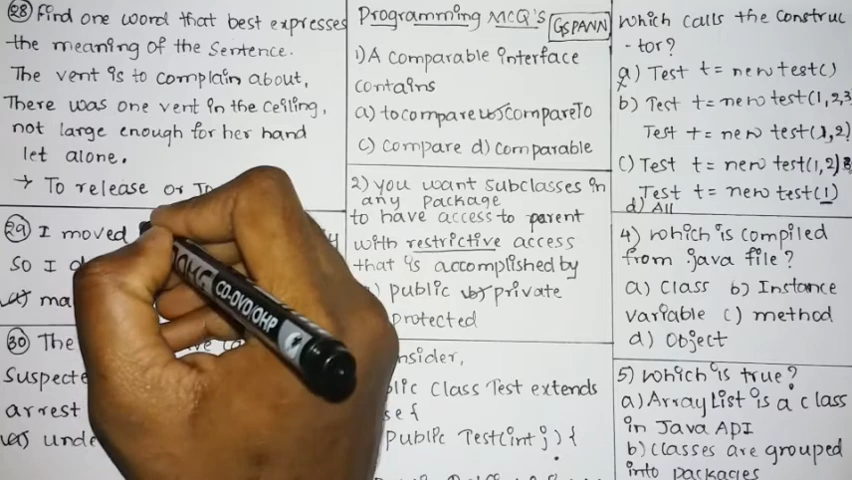 28 Find one word that best expresses
the meaning of the Sentence.
The vent is to complain about,
There was one vent in the ceiling,
not large enough for her hand
let alone.
→ To release or
29 I moved
So I
a)
30 The
Suspecte
arrest
a) unde
Programming MCQ'S GSPANN
1) A comparable interface
contains
a) tocompare b) compareTo
c) compare d) comparable
2) you want subclasses in
any package
to have access to parent
with restrictive access
that is accomplished by
public b) private
protected
nsider,
blic Class Test extends
se {
public Test(int j) {
which calls the construc
-tor?
a) Test t = new test()
b) Test t = new test(1,2,3
Test t = new test(1,2)
c) Test t = new test(1,2)
Test t = new test(1)
d) All
4) which is compiled
from java file?
a) Class b) Instance
variable c) method
d) Object
5) which is true?
a) ArrayList is a class
in Java API
b) classes are grouped
into packages
CD-DVD/OHP